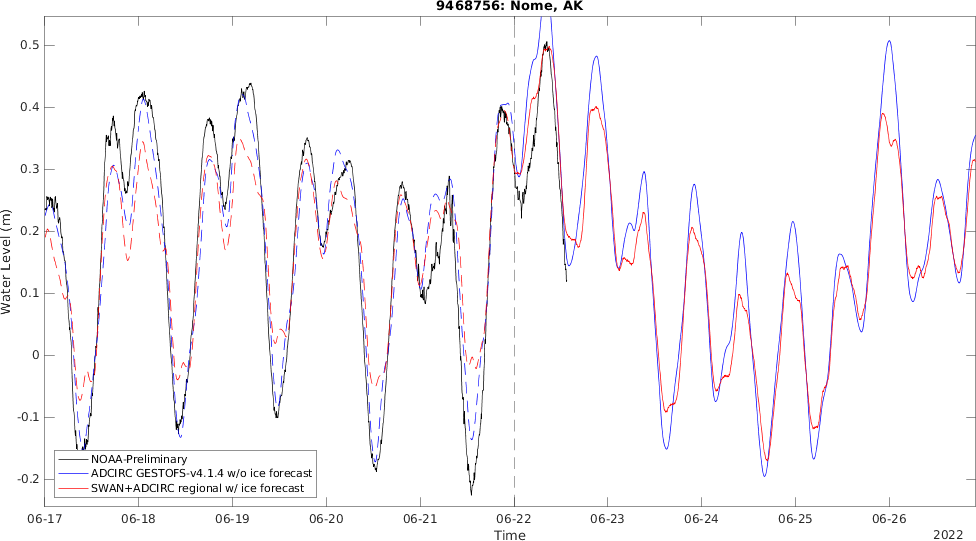 9468756: Nome, AK
Water Level (m)
0.5
0.4
0.3
0.2
0.1
0
-0.1
-0.2
NOAA-Preliminary
ADCIRC GESTOFS-v4.1.4 w/o ice forecast
SWAN+ADCIRC regional w/ ice forecast
06-17 06-18 06-19 06-20 06-21 06-22 06-23 06-24 06-25 06-26
Time
2022